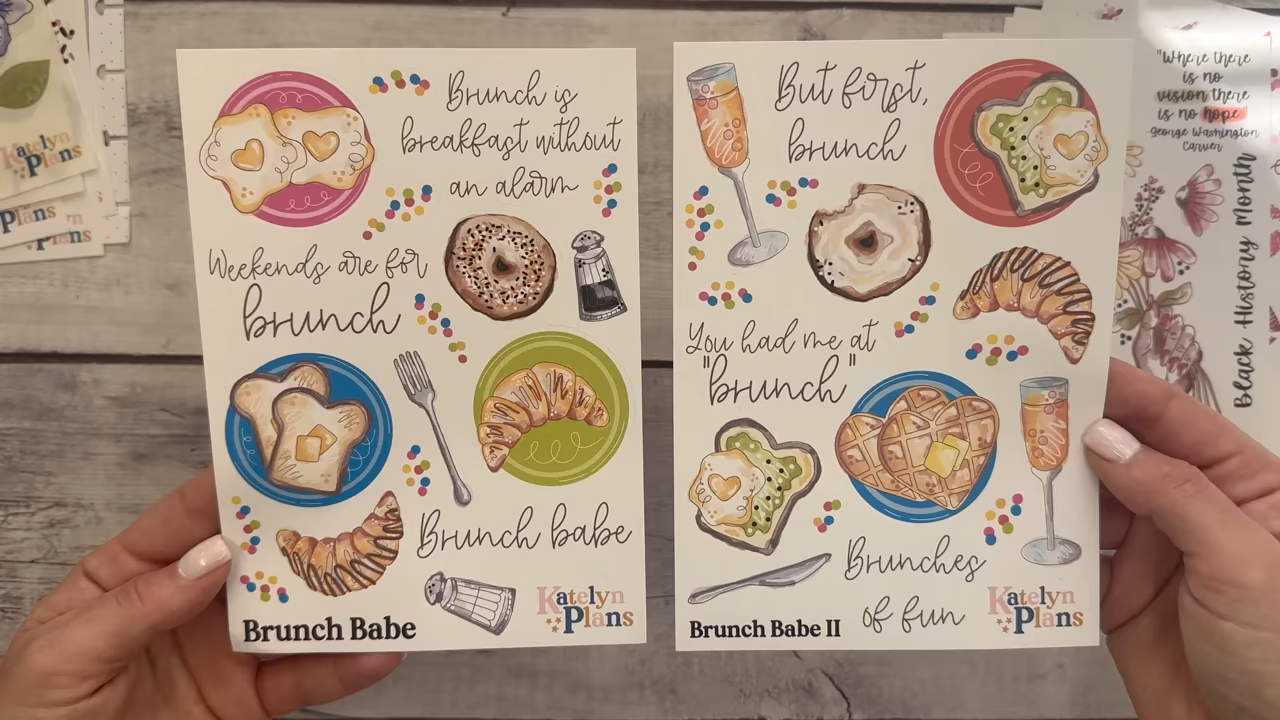 Katelyn
Plans
Plans
Plans
Brunch is
breakfast without
an alarm
Weekends are for
brunch
Brunch babe
Brunch Babe
Katelyn
Plans
But first,
brunch
You had me at
"brunch"
Brunches
of fun
Brunch Babe II
Katelyn
Plans
"Where there
is no
vision there
is no hope"
-George Washington
Carver
Black History Month